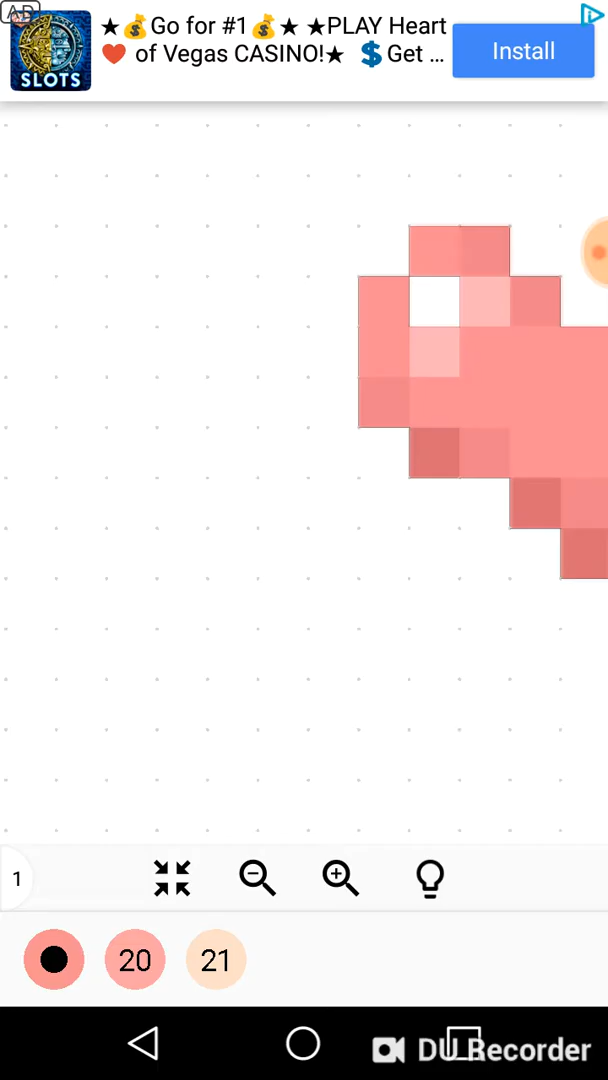 AD
★💰Go for #1💰★ ★PLAY Heart
❤️ of Vegas CASINO!★ 💲Get ...
SLOTS
Install
1
20
21
DU Recorder